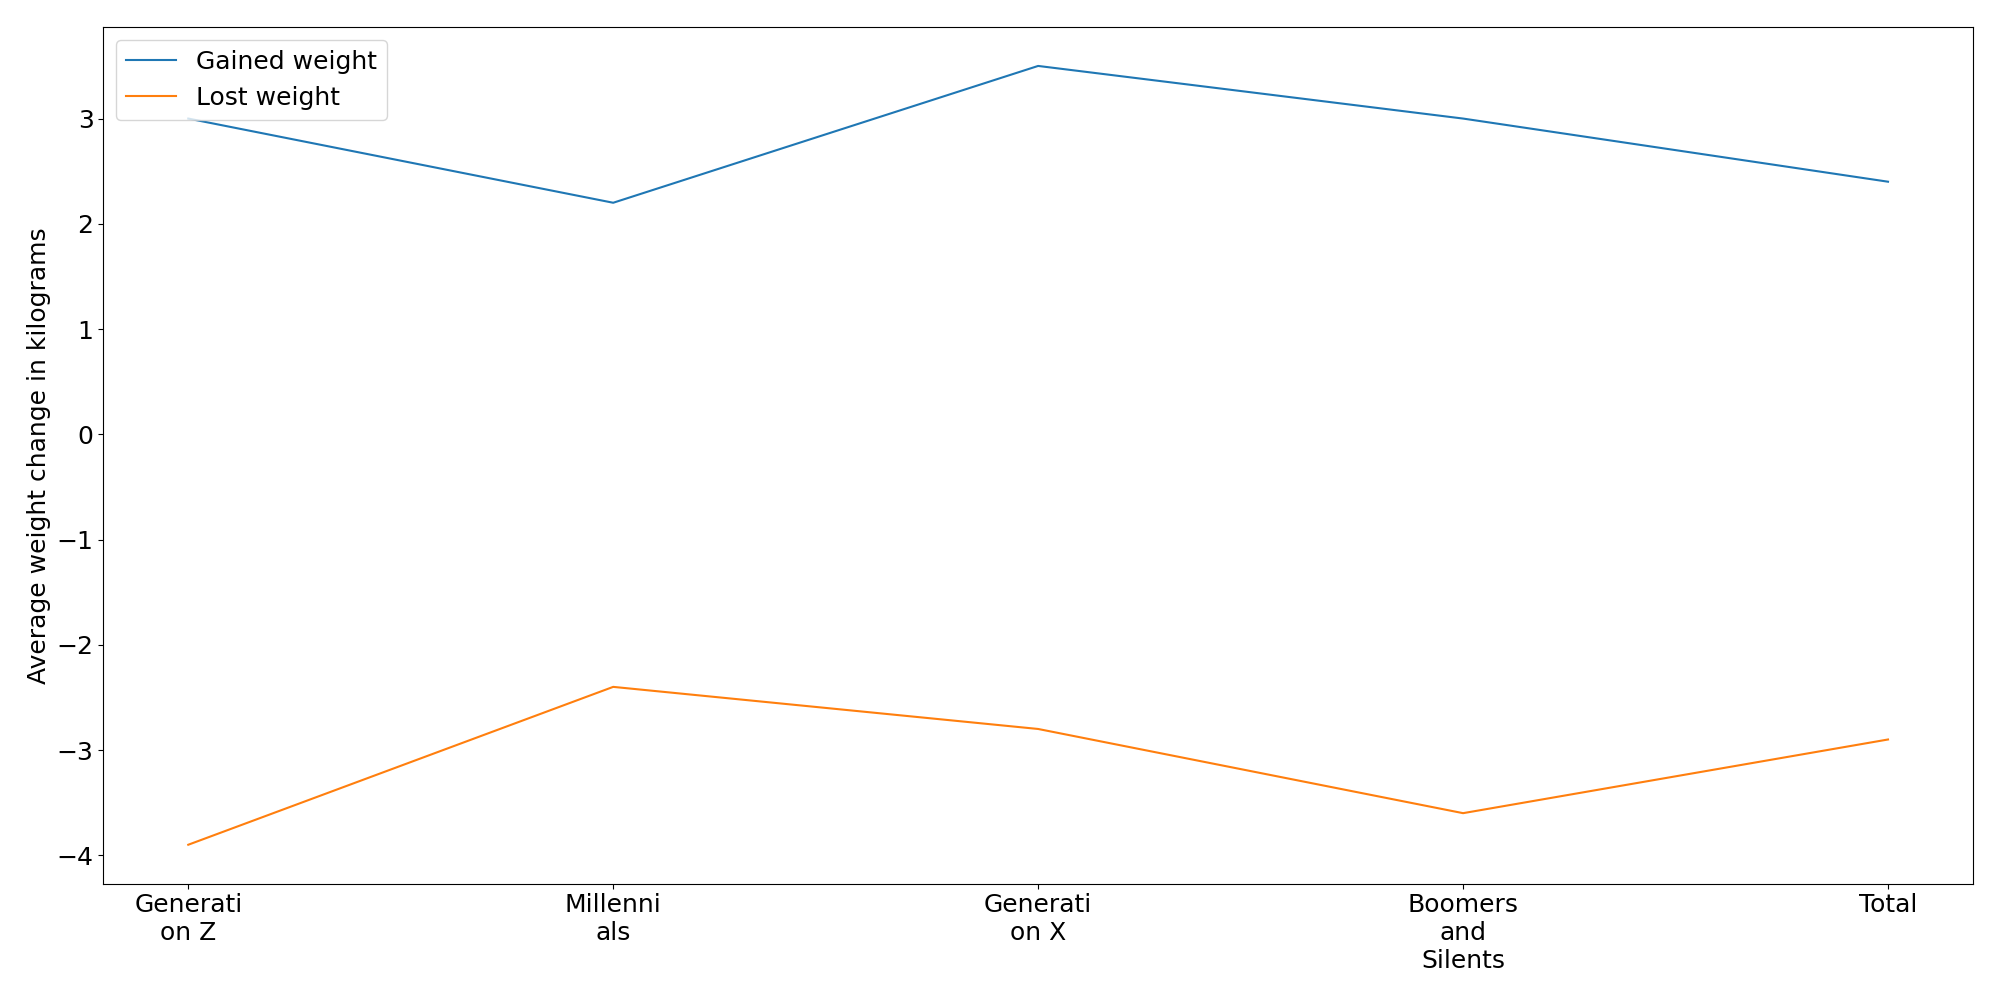 Gained weight
Lost weight
Average weight change in kilograms
3
2
1
0
−1
−2
−3
−4
Generati
on Z
Millenni
als
Generati
on X
Boomers
and
Silents
Total